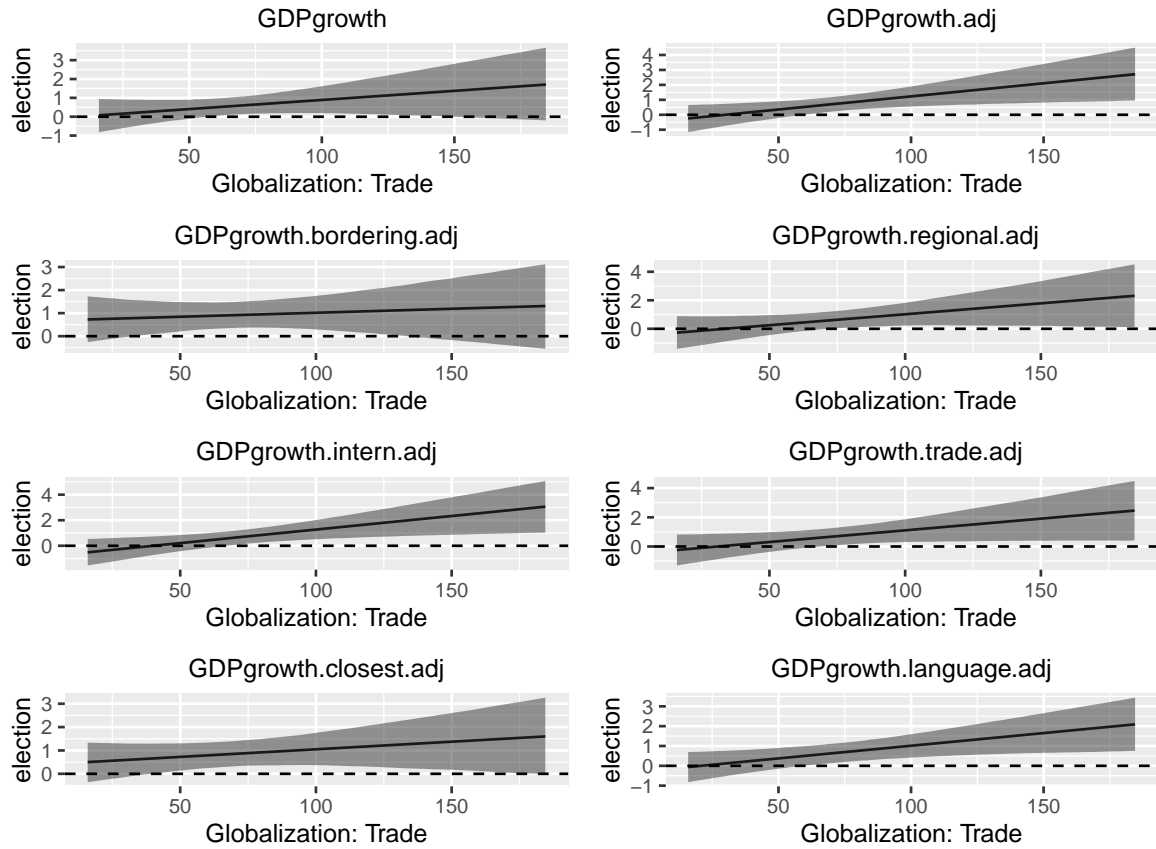 GDPgrowth
3
2
1
0
−1
election
50 100 150
Globalization: Trade
GDPgrowth.adj
4
3
2
1
0
−1
election
50 100 150
Globalization: Trade
GDPgrowth.bordering.adj
3
2
1
0
election
50 100 150
Globalization: Trade
GDPgrowth.regional.adj
4
2
0
election
50 100 150
Globalization: Trade
GDPgrowth.intern.adj
4
2
0
election
50 100 150
Globalization: Trade
GDPgrowth.trade.adj
4
2
0
election
50 100 150
Globalization: Trade
GDPgrowth.closest.adj
3
2
1
0
election
50 100 150
Globalization: Trade
GDPgrowth.language.adj
3
2
1
0
−1
election
50 100 150
Globalization: Trade